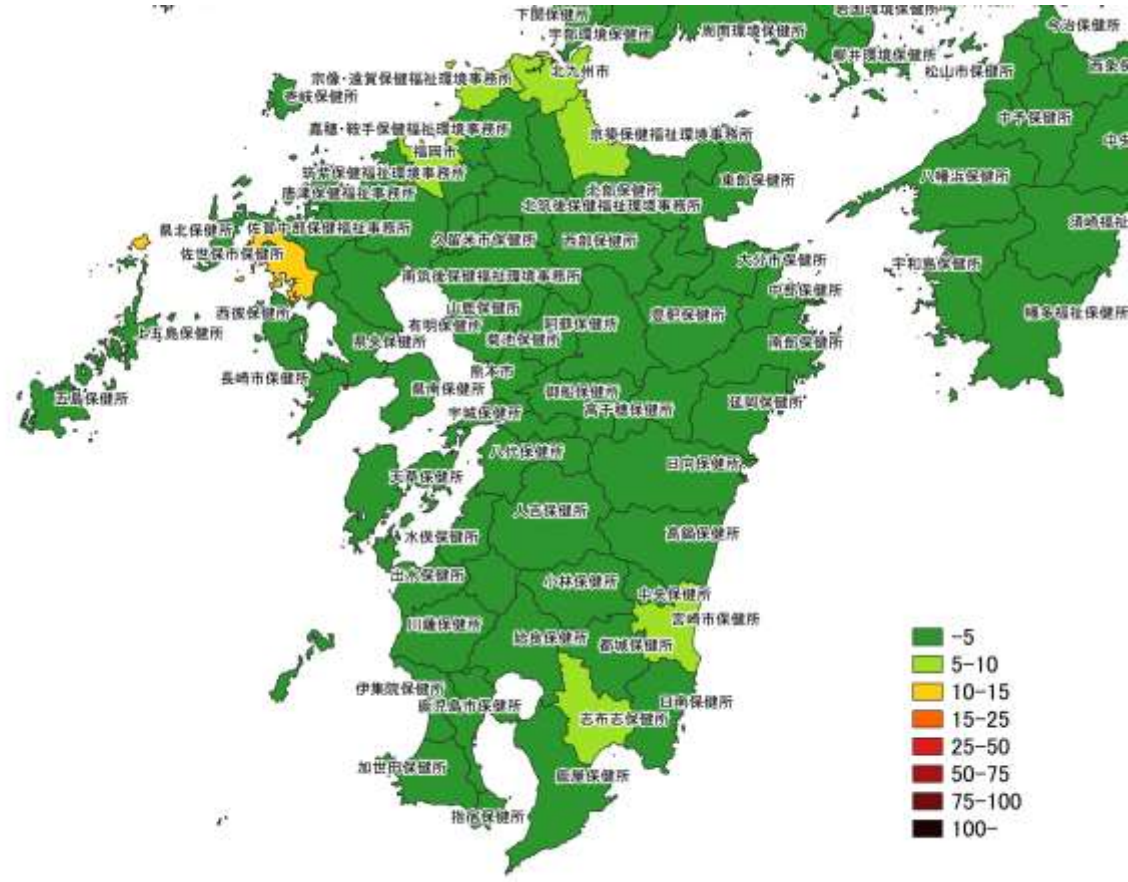 下関保健所
岩国環境保健所
宇部環境保健所
周南環境保健所
今治保健所
柳井環境保健所
松山市保健所
西条保
北九州市
宗像・遠賀保健福祉環境事務所
壱岐保健所
中予保健所
嘉穂・鞍手保健福祉環境事務所
京築保健福祉環境事務所
中央
福岡市
筑紫保健福祉環境事務所
東部保健所
八幡浜保健所
唐津保健福祉事務所
北部保健所
北筑後保健福祉環境事務所
須崎福祉
県北保健所
佐賀中部保健福祉事務所
久留米市保健所
西部保健所
佐世保市保健所
大分市保健所
宇和島保健所
南筑後保健福祉環境事務所
中部保健所
西彼保健所
山鹿保健所
豊肥保健所
幡多福祉保健所
上五島保健所
有明保健所
阿蘇保健所
菊池保健所
県央保健所
南部保健所
長崎市保健所
熊本市
県南保健所
御船保健所
五島保健所
宇城保健所
高千穂保健所
延岡保健所
八代保健所
日向保健所
天草保健所
人吉保健所
水俣保健所
高鍋保健所
出水保健所
小林保健所
中央保健所
宮崎市保健所
川薩保健所
姶良保健所
都城保健所
伊集院保健所
鹿児島市保健所
日南保健所
志布志保健所
加世田保健所
鹿屋保健所
指宿保健所
-5
5-10
10-15
15-25
25-50
50-75
75-100
100-